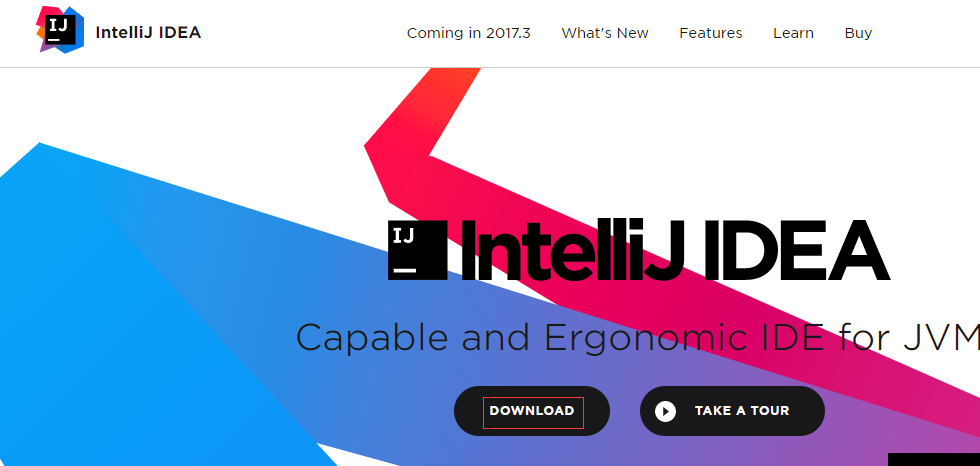 IJ IntelliJ IDEA Coming in 2017.3 What's New Features Learn Buy
IJ IntelliJ IDEA
Capable and Ergonomic IDE for JVM
DOWNLOAD TAKE A TOUR